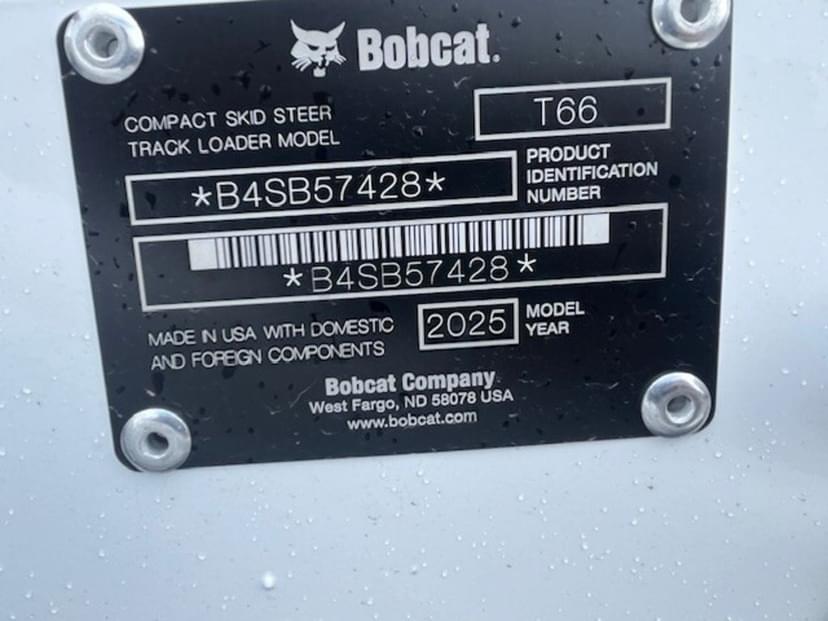 Bobcat.
COMPACT SKID STEER
TRACK LOADER MODEL
T66
*B4SB57428*
PRODUCT
IDENTIFICATION
NUMBER
*B4SB57428*
MADE IN USA WITH DOMESTIC
AND FOREIGN COMPONENTS
2025
MODEL
YEAR
Bobcat Company
West Fargo, ND 58078 USA
www.bobcat.com